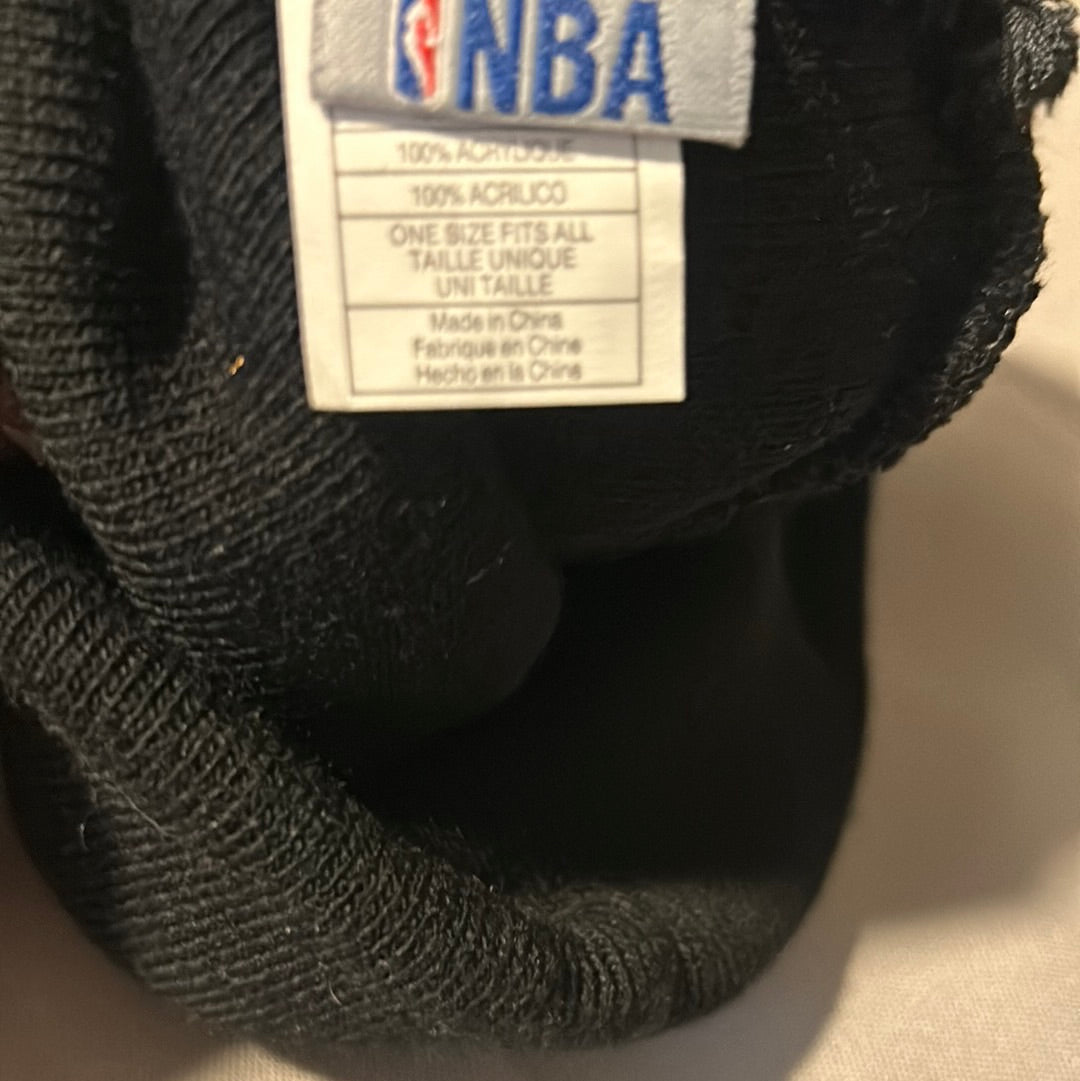 NBA
100% ACRYLIQUE
100% ACRILICO
ONE SIZE FITS ALL
TAILLE UNIQUE
UNI TAILLE
Made in China
Fabrique en Chine
Hecho en la China